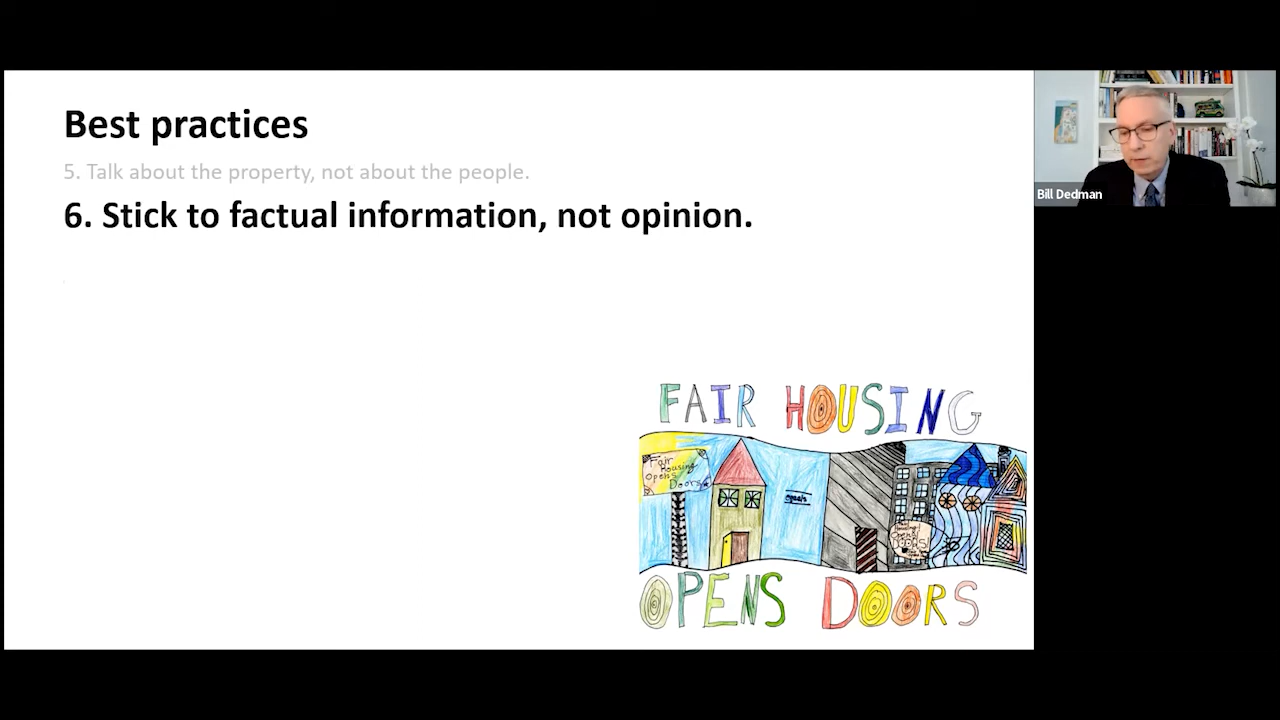 Best practices
5. Talk about the property, not about the people.
6. Stick to factual information, not opinion.
Bill Dedman
FAIR HOUSING
Fair
Housing
Opens
Doors
OPENS DOORS